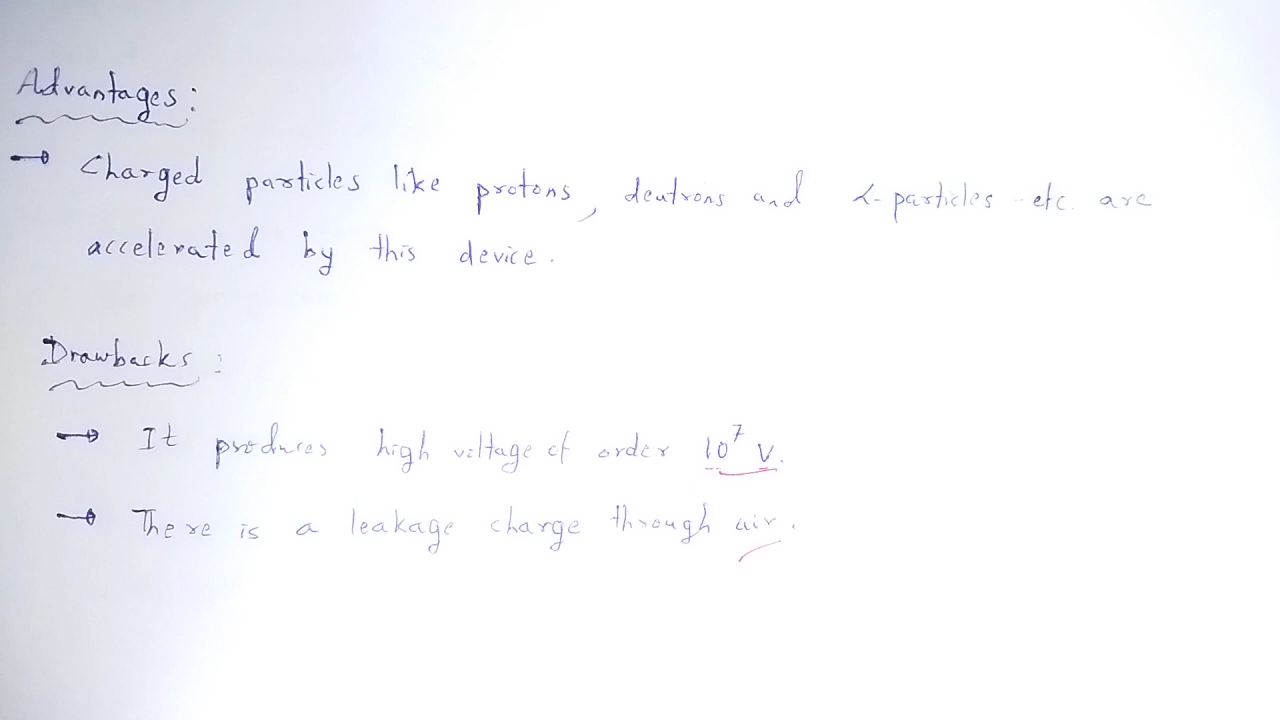 Advantages:
→ Charged particles like protons, deutrons and α-particles etc. are
accelerated by this device.
Drawbacks:
→ It produces high voltage of order 10⁷ V.
→ There is a leakage charge through air.